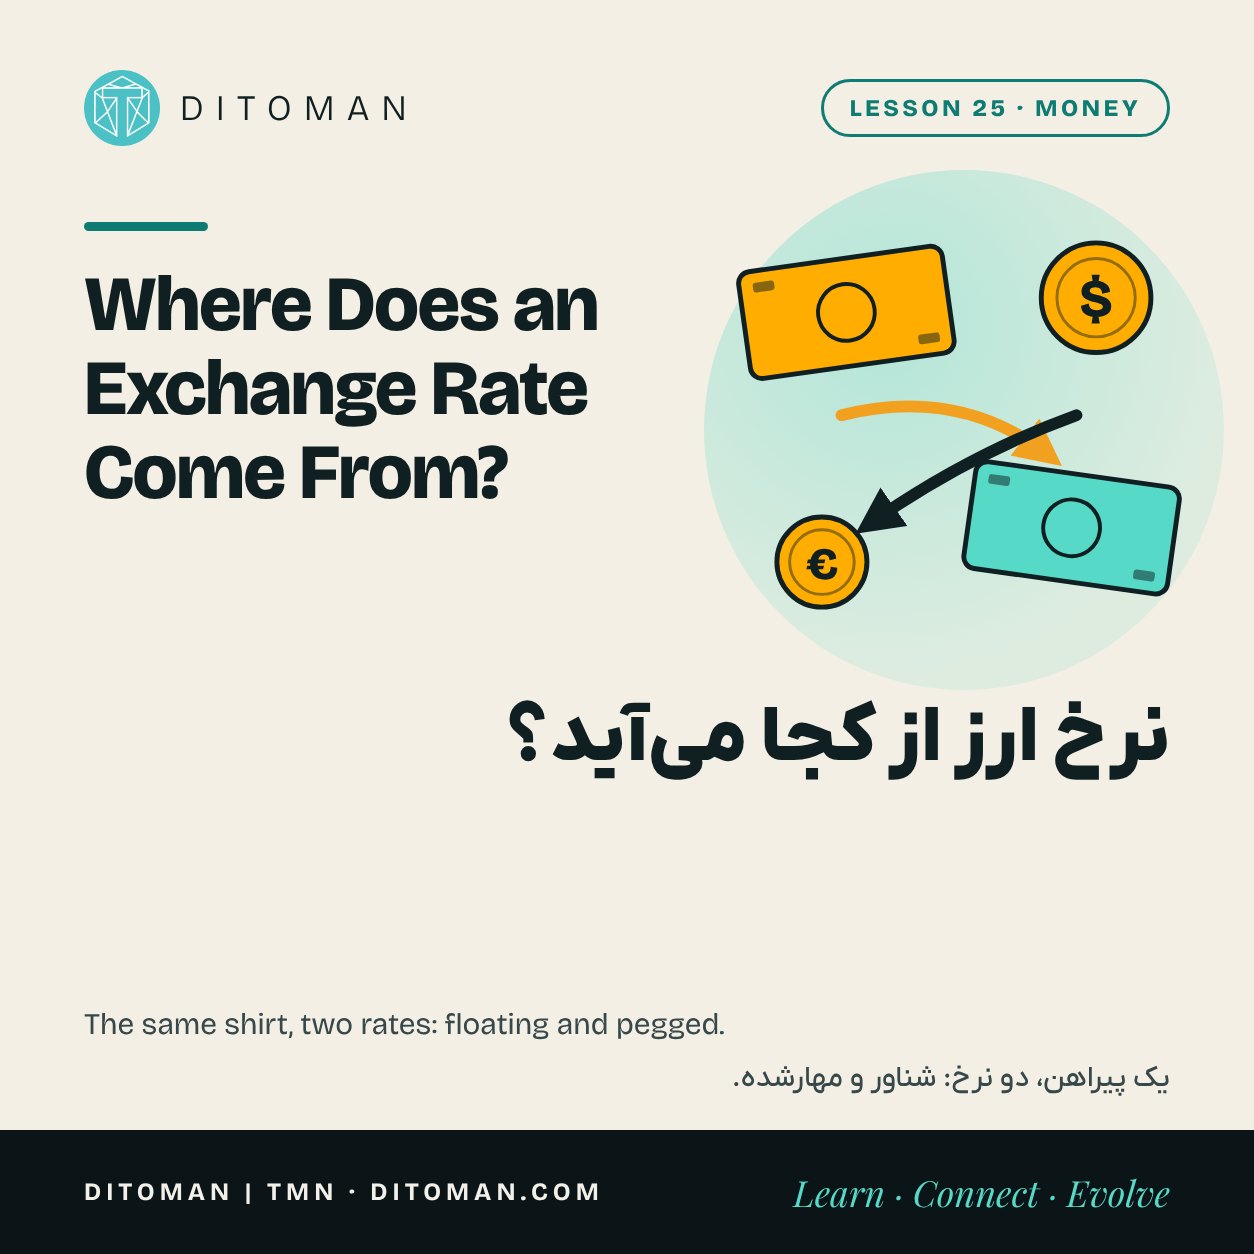 DITOMAN
LESSON 25 · MONEY
Where Does an
Exchange Rate
Come From?
$
€
نرخ ارز از کجا می‌آید؟
The same shirt, two rates: floating and pegged.
یک پیراهن، دو نرخ: شناور و مهارشده.
DITOMAN | TMN · DITOMAN.COM
Learn · Connect · Evolve